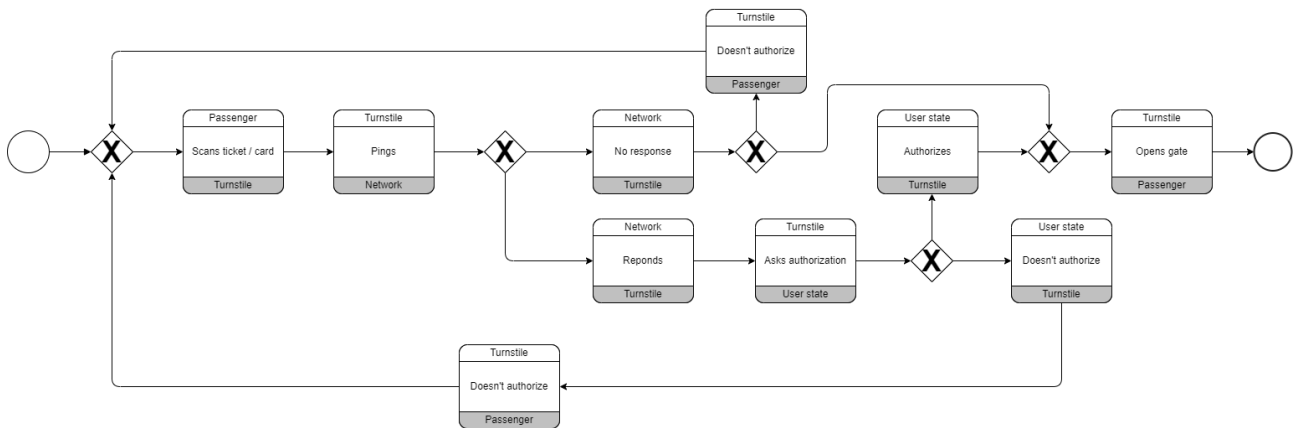 Turnstile
Doesn't authorize
Passenger
Passenger
Scans ticket / card
Turnstile
Turnstile
Pings
Network
Network
No response
Turnstile
User state
Authorizes
Turnstile
Turnstile
Opens gate
Passenger
Network
Reponds
Turnstile
Turnstile
Asks authorization
User state
User state
Doesn't authorize
Turnstile
Turnstile
Doesn't authorize
Passenger